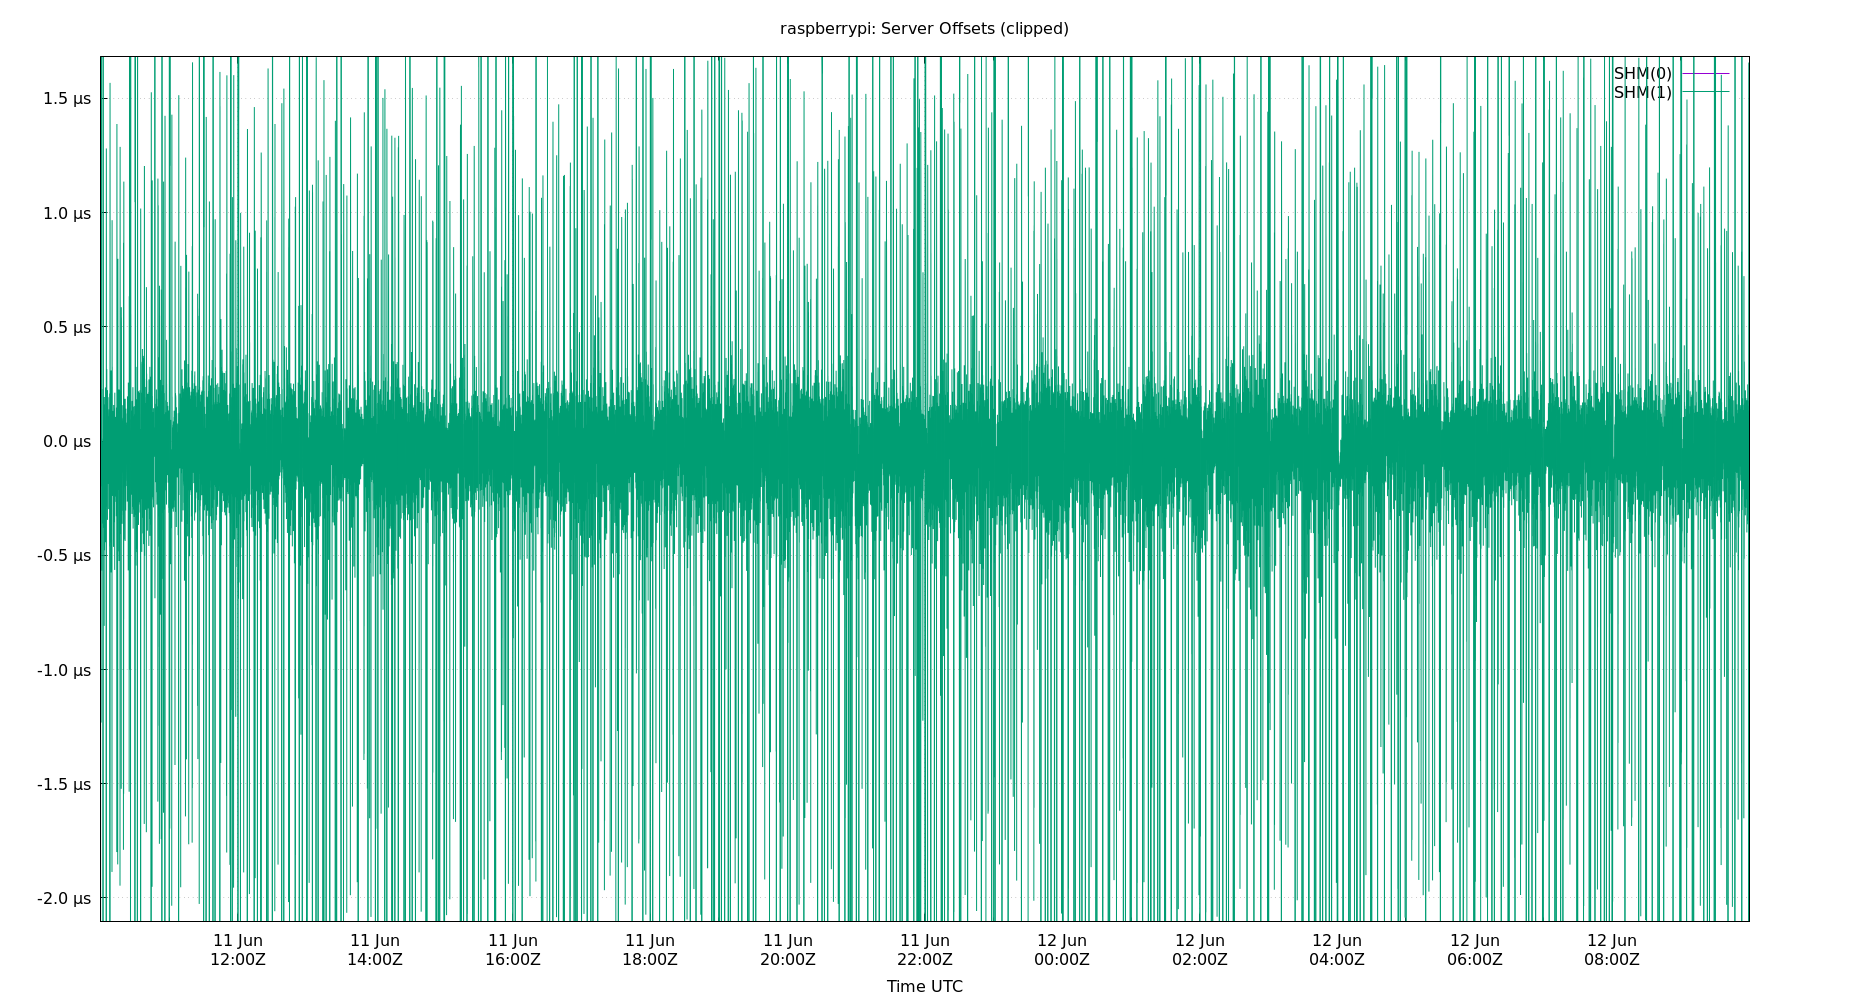 raspberrypi: Server Offsets (clipped)
SHM(0)
SHM(1)
1.5 µs
1.0 µs
0.5 µs
0.0 µs
-0.5 µs
-1.0 µs
-1.5 µs
-2.0 µs
11 Jun 11 Jun 11 Jun 11 Jun 11 Jun 11 Jun 12 Jun 12 Jun 12 Jun 12 Jun 12 Jun
12:00Z 14:00Z 16:00Z 18:00Z 20:00Z 22:00Z 00:00Z 02:00Z 04:00Z 06:00Z 08:00Z
Time UTC